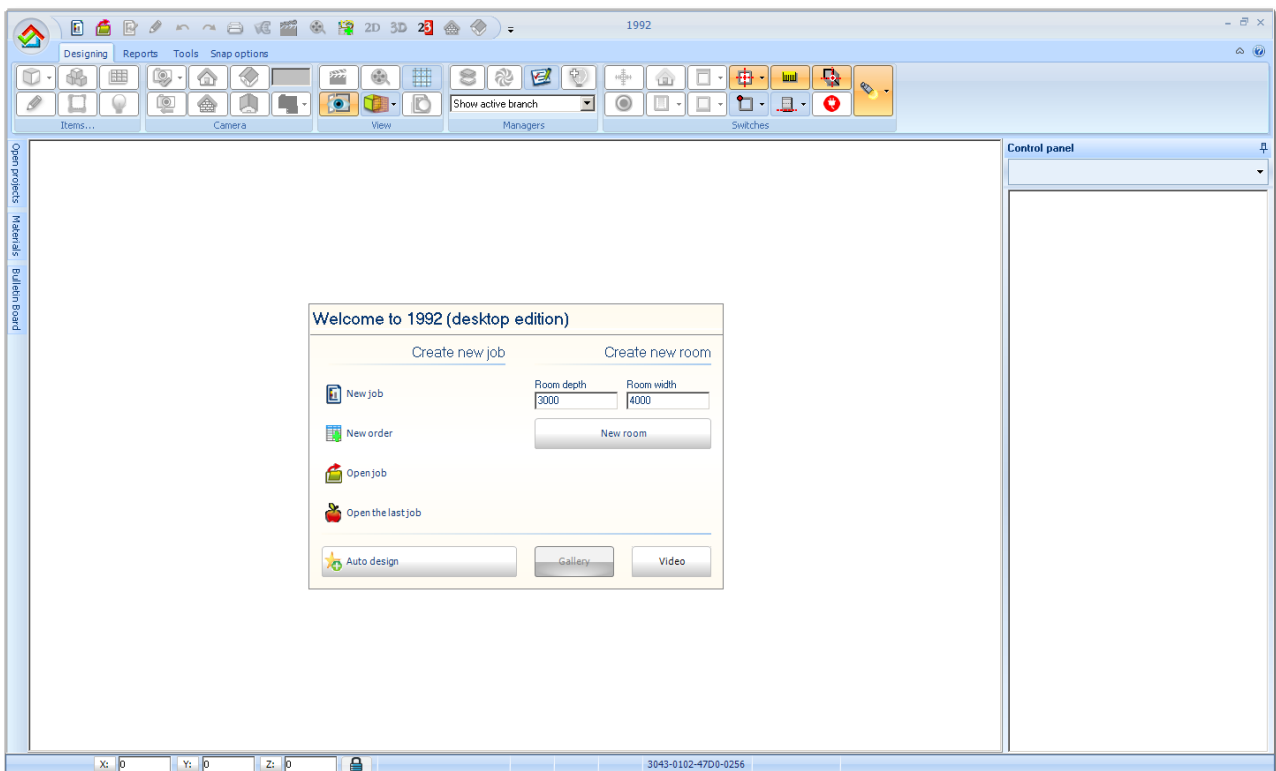 2D 3D 23
1992
Designing Reports Tools Snap options
Show active branch
Items... Camera View Managers Switches
Open projects
Materials
Bulletin Board
Control panel
Welcome to 1992 (desktop edition)
Create new job Create new room
Room depth Room width
New job 3000 4000
New order New room
Open job
Open the last job
Auto design Gallery Video
X: 0 Y: 0 Z: 0 3043-0102-47D0-0256